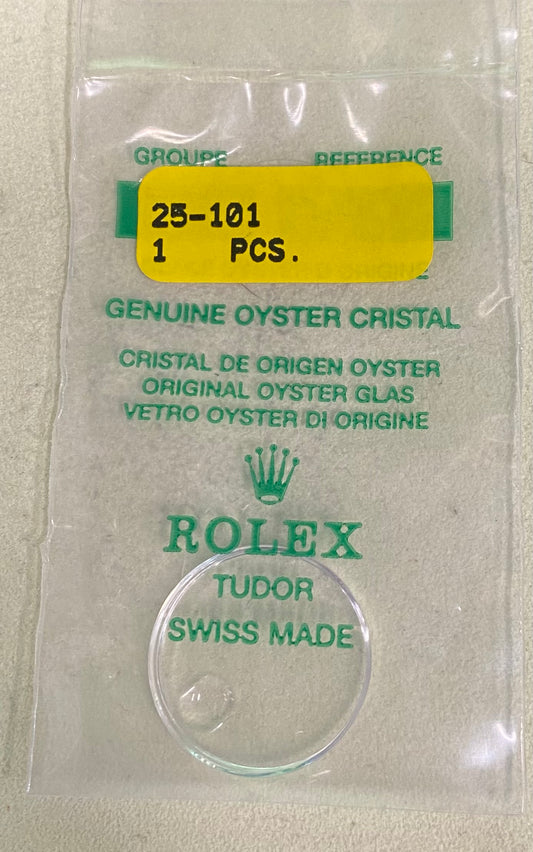 GROUPE REFERENCE
25-101
1 PCS.
GENUINE OYSTER CRISTAL
CRISTAL DE ORIGEN OYSTER
ORIGINAL OYSTER GLAS
VETRO OYSTER DI ORIGINE
ROLEX
TUDOR
SWISS MADE